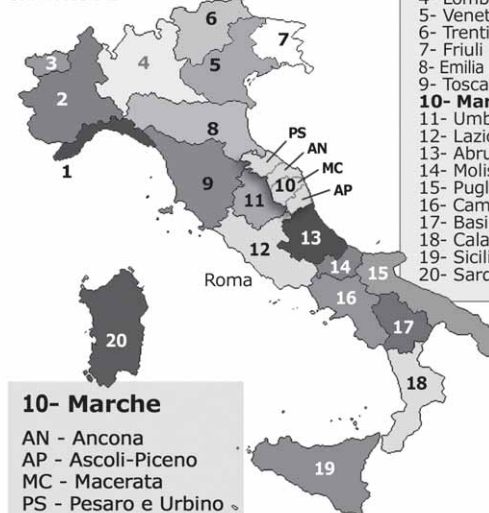 6
7
3
4
5
2
8
PS
AN
MC
AP
1
9
10
11
12
13
Roma
14
15
16
20
17
18
19
5- Venet
6- Trenti
7- Friuli
8- Emilia
9- Tosca
10- Mar
11- Umb
12- Lazi
13- Abru
14- Molis
15- Pugl
16- Cam
17- Basi
18- Cala
19- Sicili
20- Sard
10- Marche
AN - Ancona
AP - Ascoli-Piceno
MC - Macerata
PS - Pesaro e Urbino